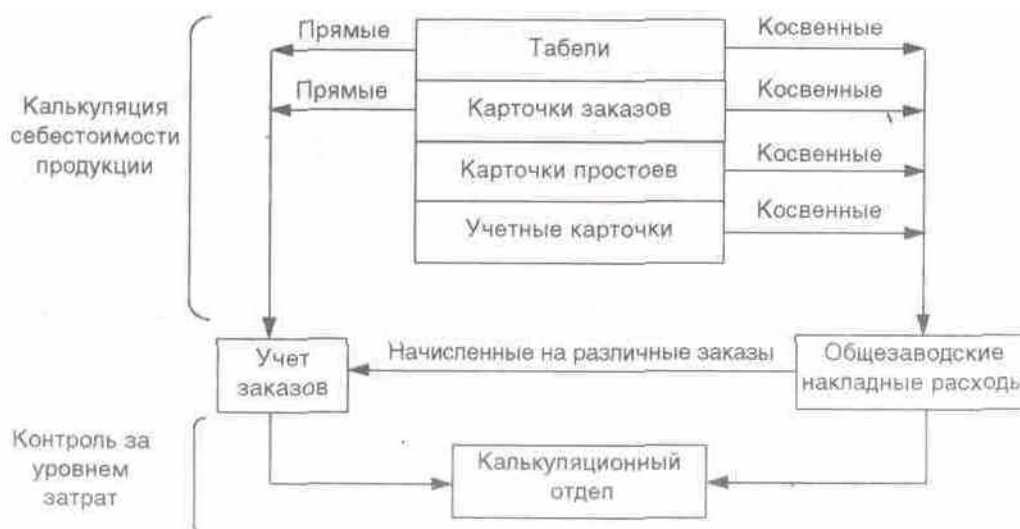 Прямые
Табели
Косвенные
Прямые
Карточки заказов
Косвенные
Калькуляция
себестоимости
продукции
Карточки простоев
Косвенные
Учетные карточки
Косвенные
Учет
заказов
Начисленные на различные заказы
Общезаводские
накладные расходы
Контроль за
уровнем
затрат
Калькуляционный
отдел